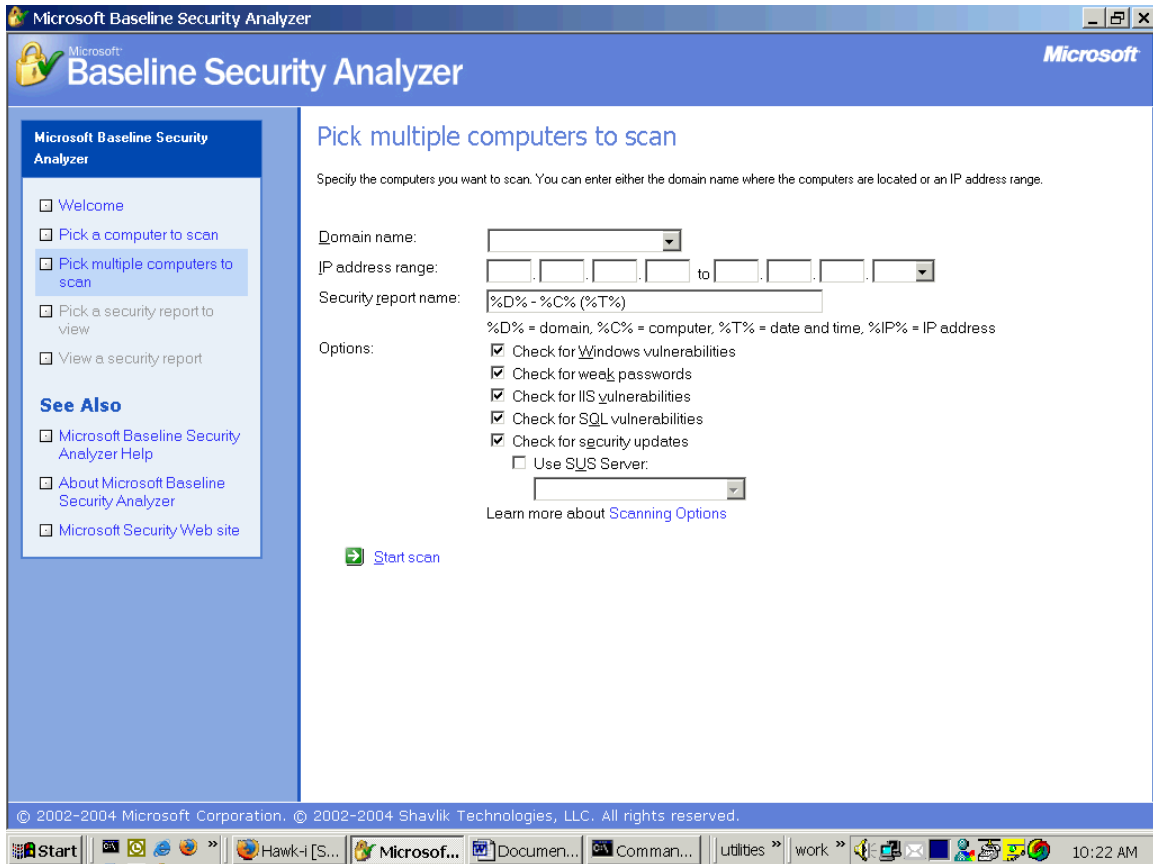 Microsoft Baseline Security Analyzer
Microsoft
Baseline Security Analyzer
Microsoft
Microsoft Baseline Security
Analyzer
Welcome
Pick a computer to scan
Pick multiple computers to
scan
Pick a security report to
view
View a security report
See Also
Microsoft Baseline Security
Analyzer Help
About Microsoft Baseline
Security Analyzer
Microsoft Security Web site
Pick multiple computers to scan
Specify the computers you want to scan. You can enter either the domain name where the computers are located or an IP address range.
Domain name:
IP address range: . . . to . . .
Security report name: %D% - %C% (%T%)
%D% = domain, %C% = computer, %T% = date and time, %IP% = IP address
Options:
Check for Windows vulnerabilities
Check for weak passwords
Check for IIS vulnerabilities
Check for SQL vulnerabilities
Check for security updates
Use SUS Server:
Learn more about Scanning Options
Start scan
© 2002-2004 Microsoft Corporation. © 2002-2004 Shavlik Technologies, LLC. All rights reserved.
Start » Hawk-i [S... Microsof... Documen... Comman... utilities » work » 10:22 AM